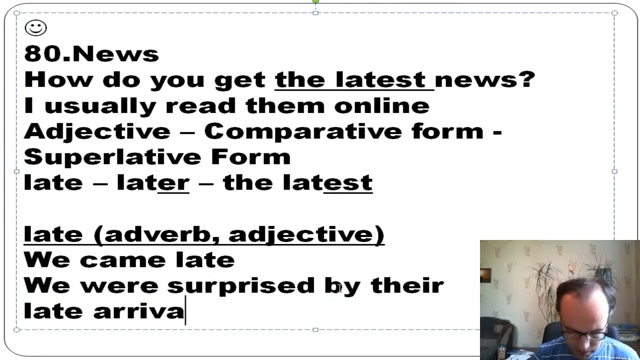 80.News
How do you get the latest news?
I usually read them online
Adjective – Comparative form -
Superlative Form
late – later – the latest
late (adverb, adjective)
We came late
We were surprised by their
late arriva